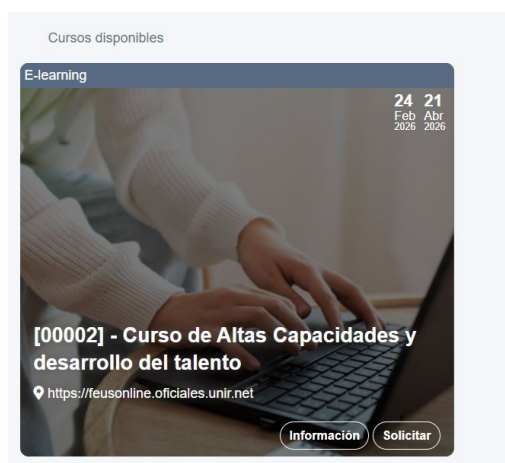 Cursos disponibles
E-learning
24 21
Feb Abr
2026 2026
[00002] - Curso de Altas Capacidades y
desarrollo del talento
https://feusonline.oficiales.unir.net
Información Solicitar